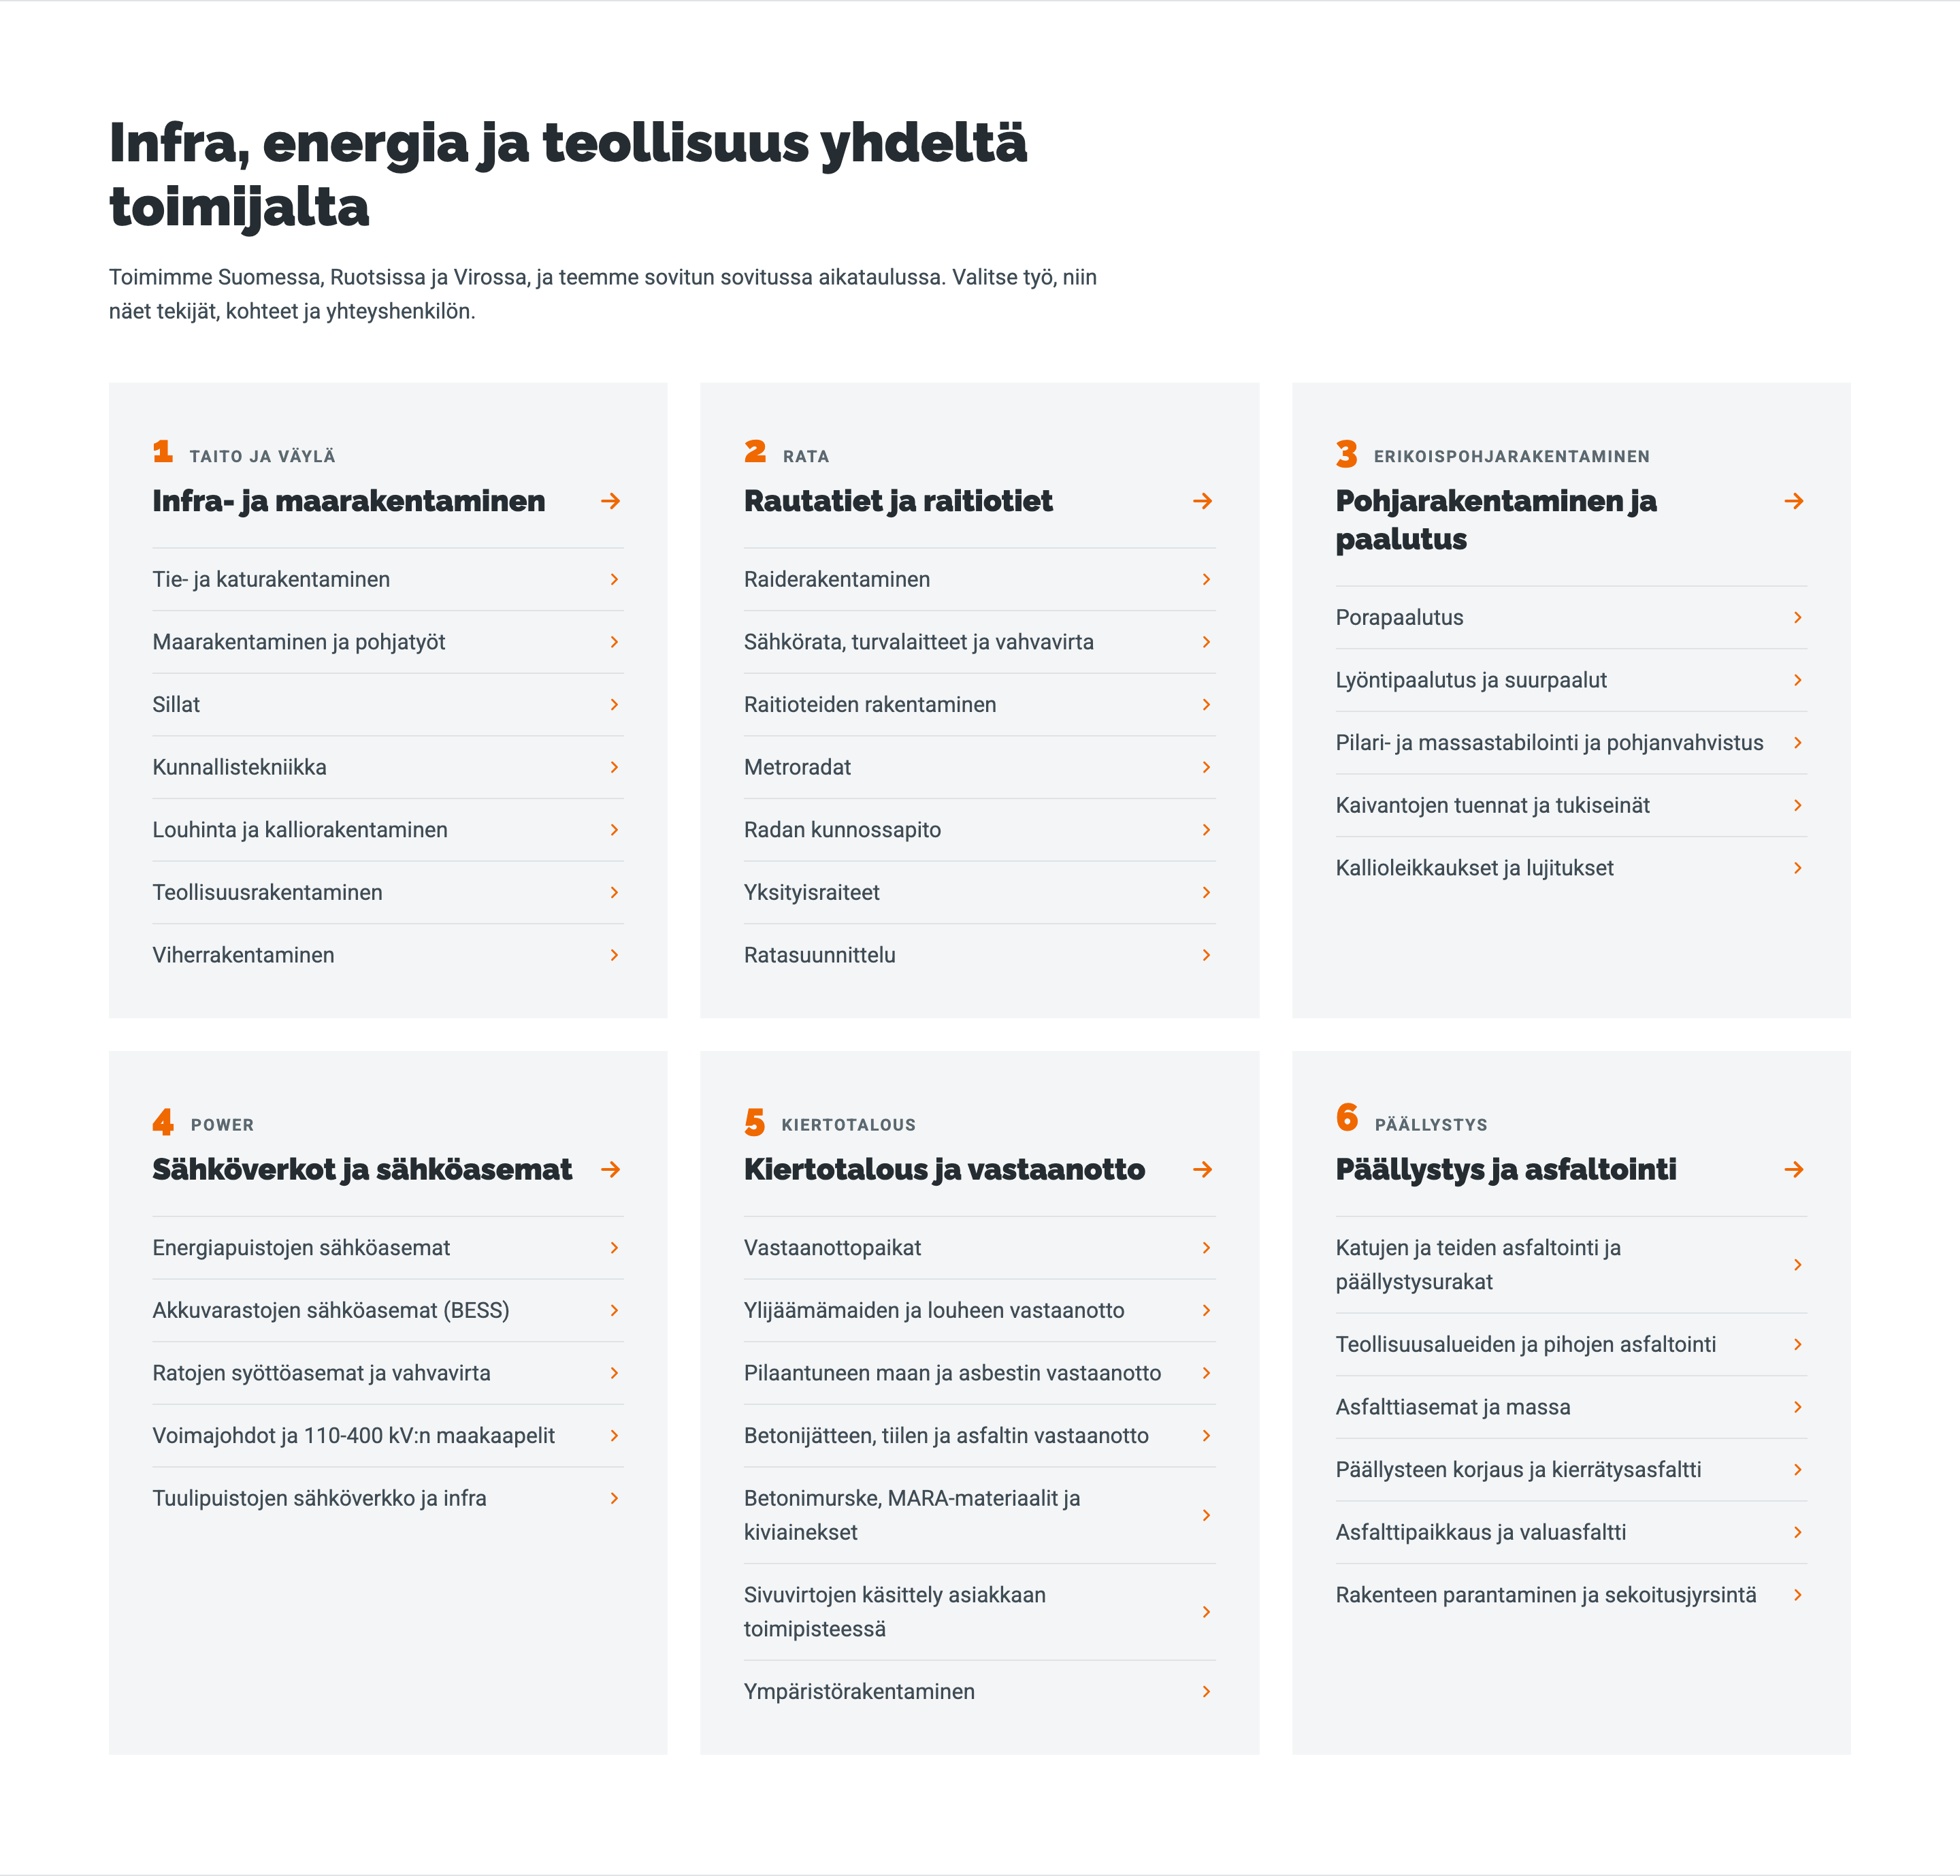 Infra, energia ja teollisuus yhdeltä
toimijalta
Toimimme Suomessa, Ruotsissa ja Virossa, ja teemme sovitun sovitussa aikataulussa. Valitse työ, niin
näet tekijät, kohteet ja yhteyshenkilön.
1 TAITO JA VÄYLÄ
Infra- ja maarakentaminen
Tie- ja katurakentaminen
Maarakentaminen ja pohjatyöt
Sillat
Kunnallistekniikka
Louhinta ja kalliorakentaminen
Teollisuusrakentaminen
Viherrakentaminen
2 RATA
Rautatiet ja raitiotiet
Raiderakentaminen
Sähkörata, turvalaitteet ja vahvavirta
Raitioteiden rakentaminen
Metroradat
Radan kunnossapito
Yksityisraiteet
Ratasuunnittelu
3 ERIKOISPOHJARAKENTAMINEN
Pohjarakentaminen ja
paalutus
Porapaalutus
Lyöntipaalutus ja suurpaalut
Pilari- ja massastabilointi ja pohjanvahvistus
Kaivantojen tuennat ja tukiseinät
Kallioleikkaukset ja lujitukset
4 POWER
Sähköverkot ja sähköasemat
Energiapuistojen sähköasemat
Akkuvarastojen sähköasemat (BESS)
Ratojen syöttöasemat ja vahvavirta
Voimajohdot ja 110-400 kV:n maakaapelit
Tuulipuistojen sähköverkko ja infra
5 KIERTOTALOUS
Kiertotalous ja vastaanotto
Vastaanottopaikat
Ylijäämämaiden ja louheen vastaanotto
Pilaantuneen maan ja asbestin vastaanotto
Betonijätteen, tiilen ja asfaltin vastaanotto
Betonimurske, MARA-materiaalit ja
kiviainekset
Sivuvirtojen käsittely asiakkaan
toimipisteessä
Ympäristörakentaminen
6 PÄÄLLYSTYS
Päällystys ja asfaltointi
Katujen ja teiden asfaltointi ja
päällystysurakat
Teollisuusalueiden ja pihojen asfaltointi
Asfalttiasemat ja massa
Päällysteen korjaus ja kierrätysasfaltti
Asfalttipaikkaus ja valuasfaltti
Rakenteen parantaminen ja sekoitusjyrsintä